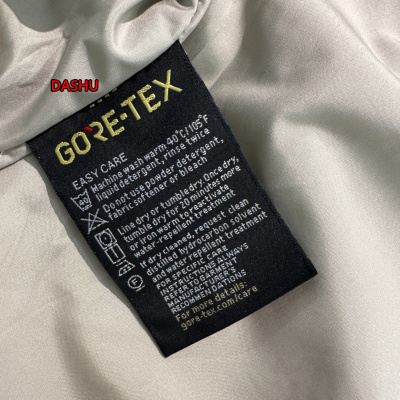 DASHU
GORE-TEX
EASY CARE
Machine wash warm 40°C/105°F
liquid detergent, rinse twice
Do not use powder detergent,
fabric softener or bleach
Line dry or tumble dry. Once dry,
tumble dry for 20 minutes more
or iron warm to reactivate
water-repellent treatment
If dry cleaned, request clean
distilled hydrocarbon solvent
and water repellent treatment
FOR SPECIFIC CARE
INSTRUCTIONS ALWAYS
REFER TO GARMENT
MANUFACTURER'S
RECOMMENDATIONS
For more details:
gore-tex.com/care